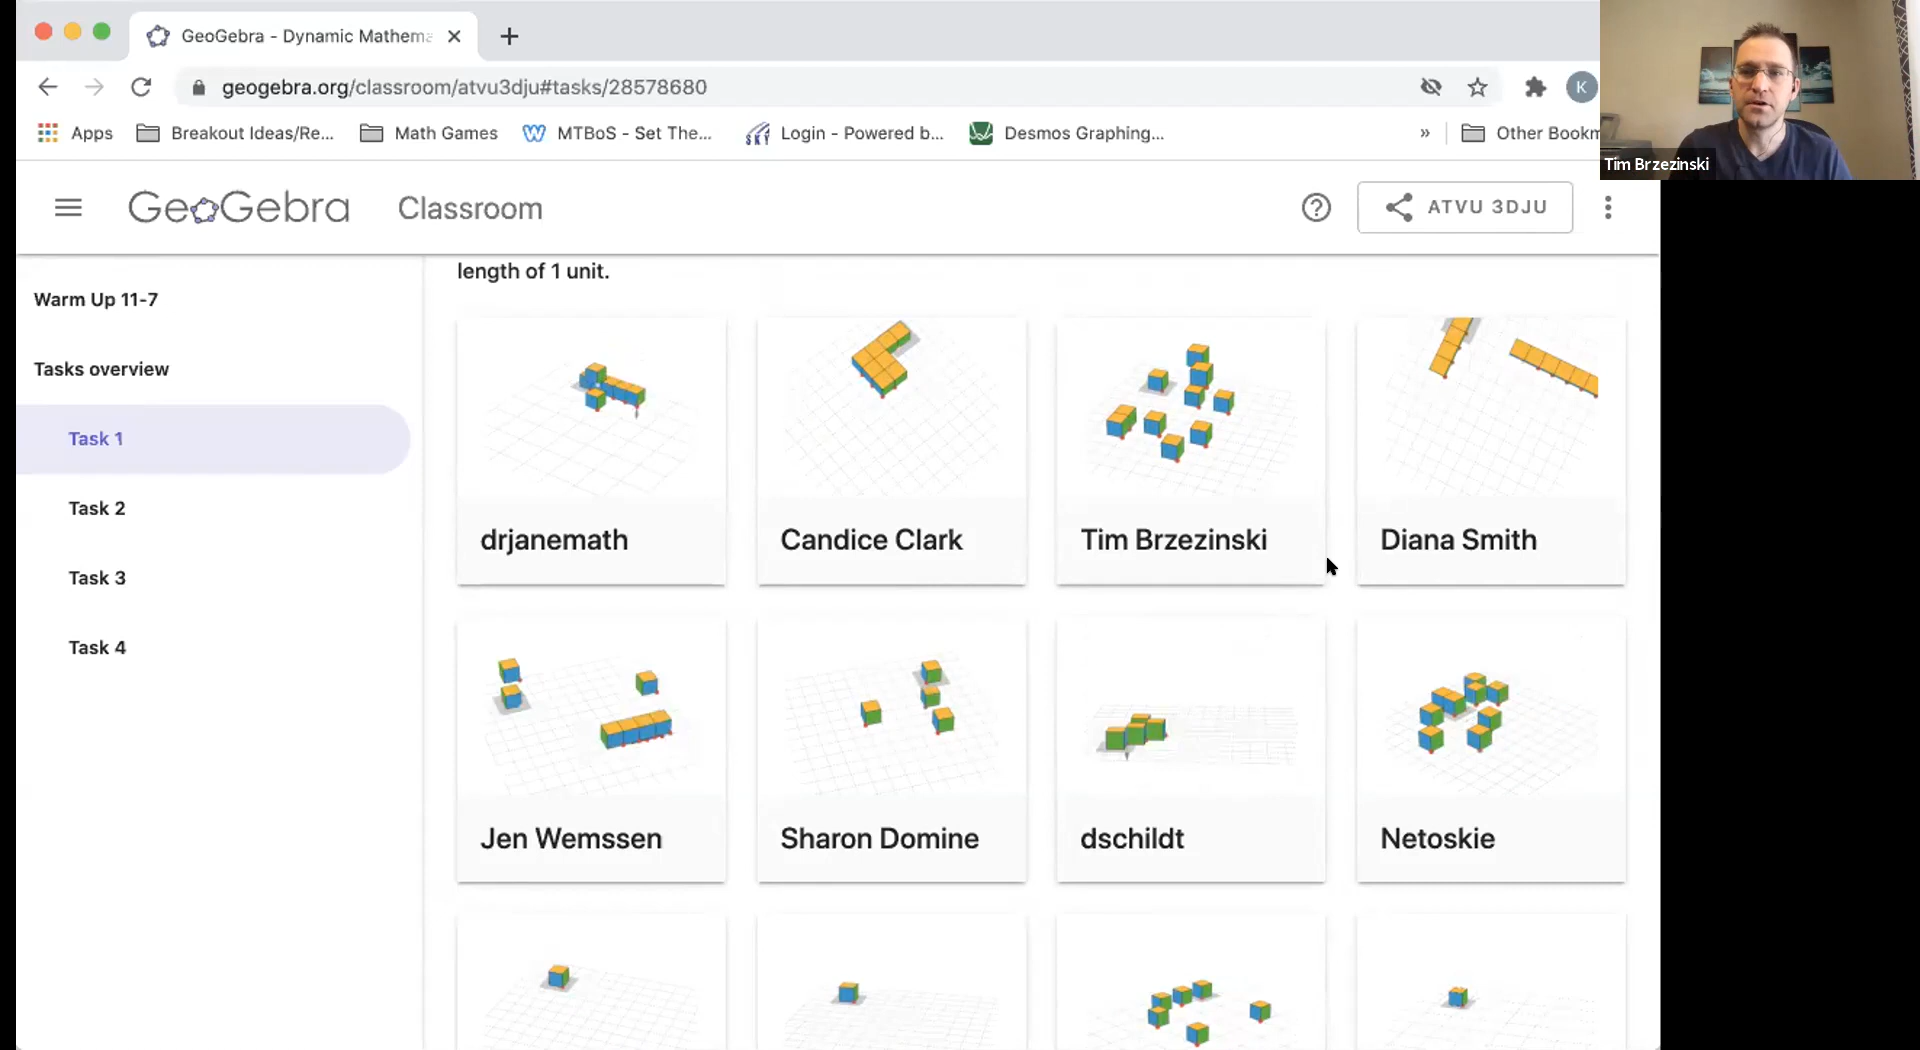 GeoGebra - Dynamic Mathema
geogebra.org/classroom/atvu3dju#tasks/28578680
K
Apps
Breakout Ideas/Re...
Math Games
MTBoS - Set The...
Login - Powered b...
Desmos Graphing...
»
Other Bookm
Tim Brzezinski
GeoGebra
Classroom
ATVU 3DJU
length of 1 unit.
Warm Up 11-7
Tasks overview
Task 1
Task 2
Task 3
Task 4
drjanemath
Candice Clark
Tim Brzezinski
Diana Smith
Jen Wemssen
Sharon Domine
dschildt
Netoskie